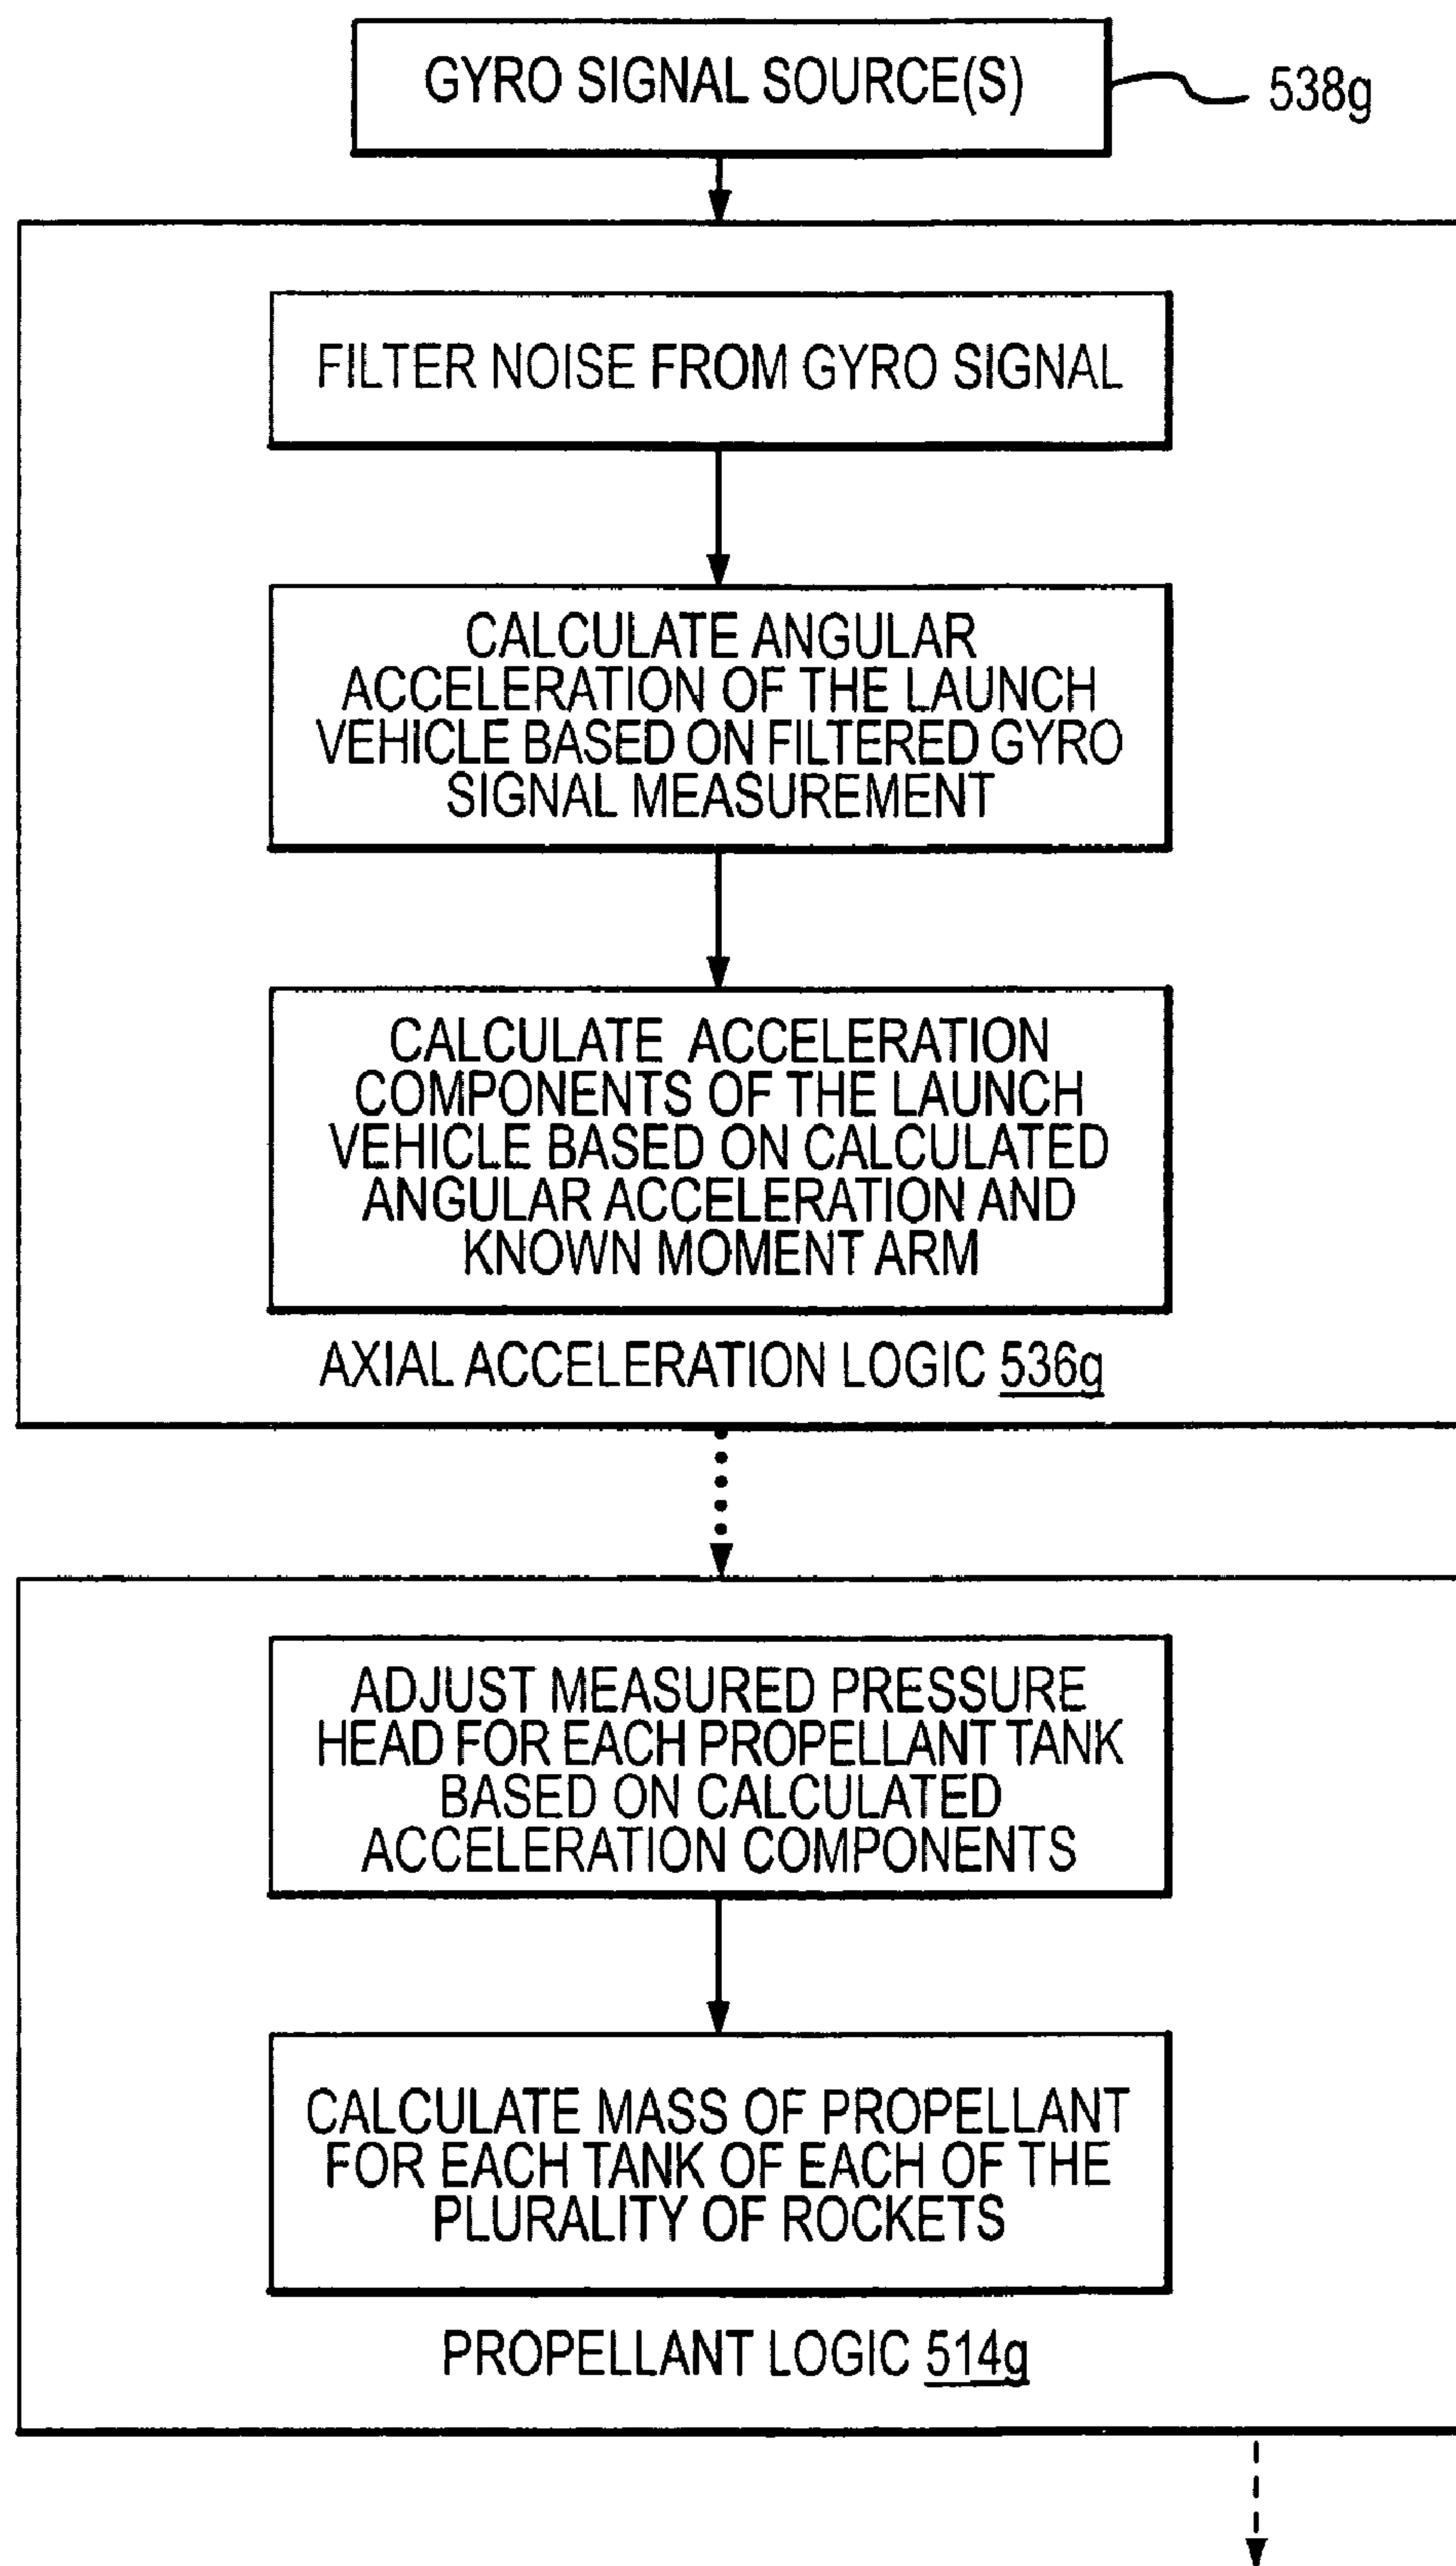 GYRO SIGNAL SOURCE(S)
538g
FILTER NOISE FROM GYRO SIGNAL
CALCULATE ANGULAR
ACCELERATION OF THE LAUNCH
VEHICLE BASED ON FILTERED GYRO
SIGNAL MEASUREMENT
CALCULATE ACCELERATION
COMPONENTS OF THE LAUNCH
VEHICLE BASED ON CALCULATED
ANGULAR ACCELERATION AND
KNOWN MOMENT ARM
AXIAL ACCELERATION LOGIC 536g
ADJUST MEASURED PRESSURE
HEAD FOR EACH PROPELLANT TANK
BASED ON CALCULATED
ACCELERATION COMPONENTS
CALCULATE MASS OF PROPELLANT
FOR EACH TANK OF EACH OF THE
PLURALITY OF ROCKETS
PROPELLANT LOGIC 514g